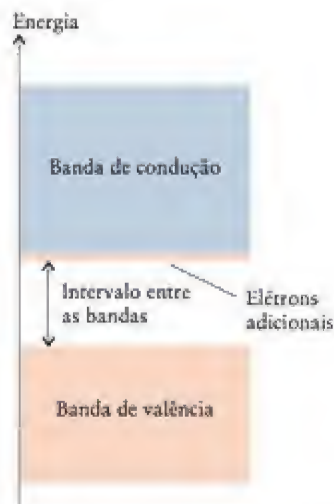 Energia
Banda de condução
Intervalo entre
as bandas
Elétrons
adicionais
Banda de valência